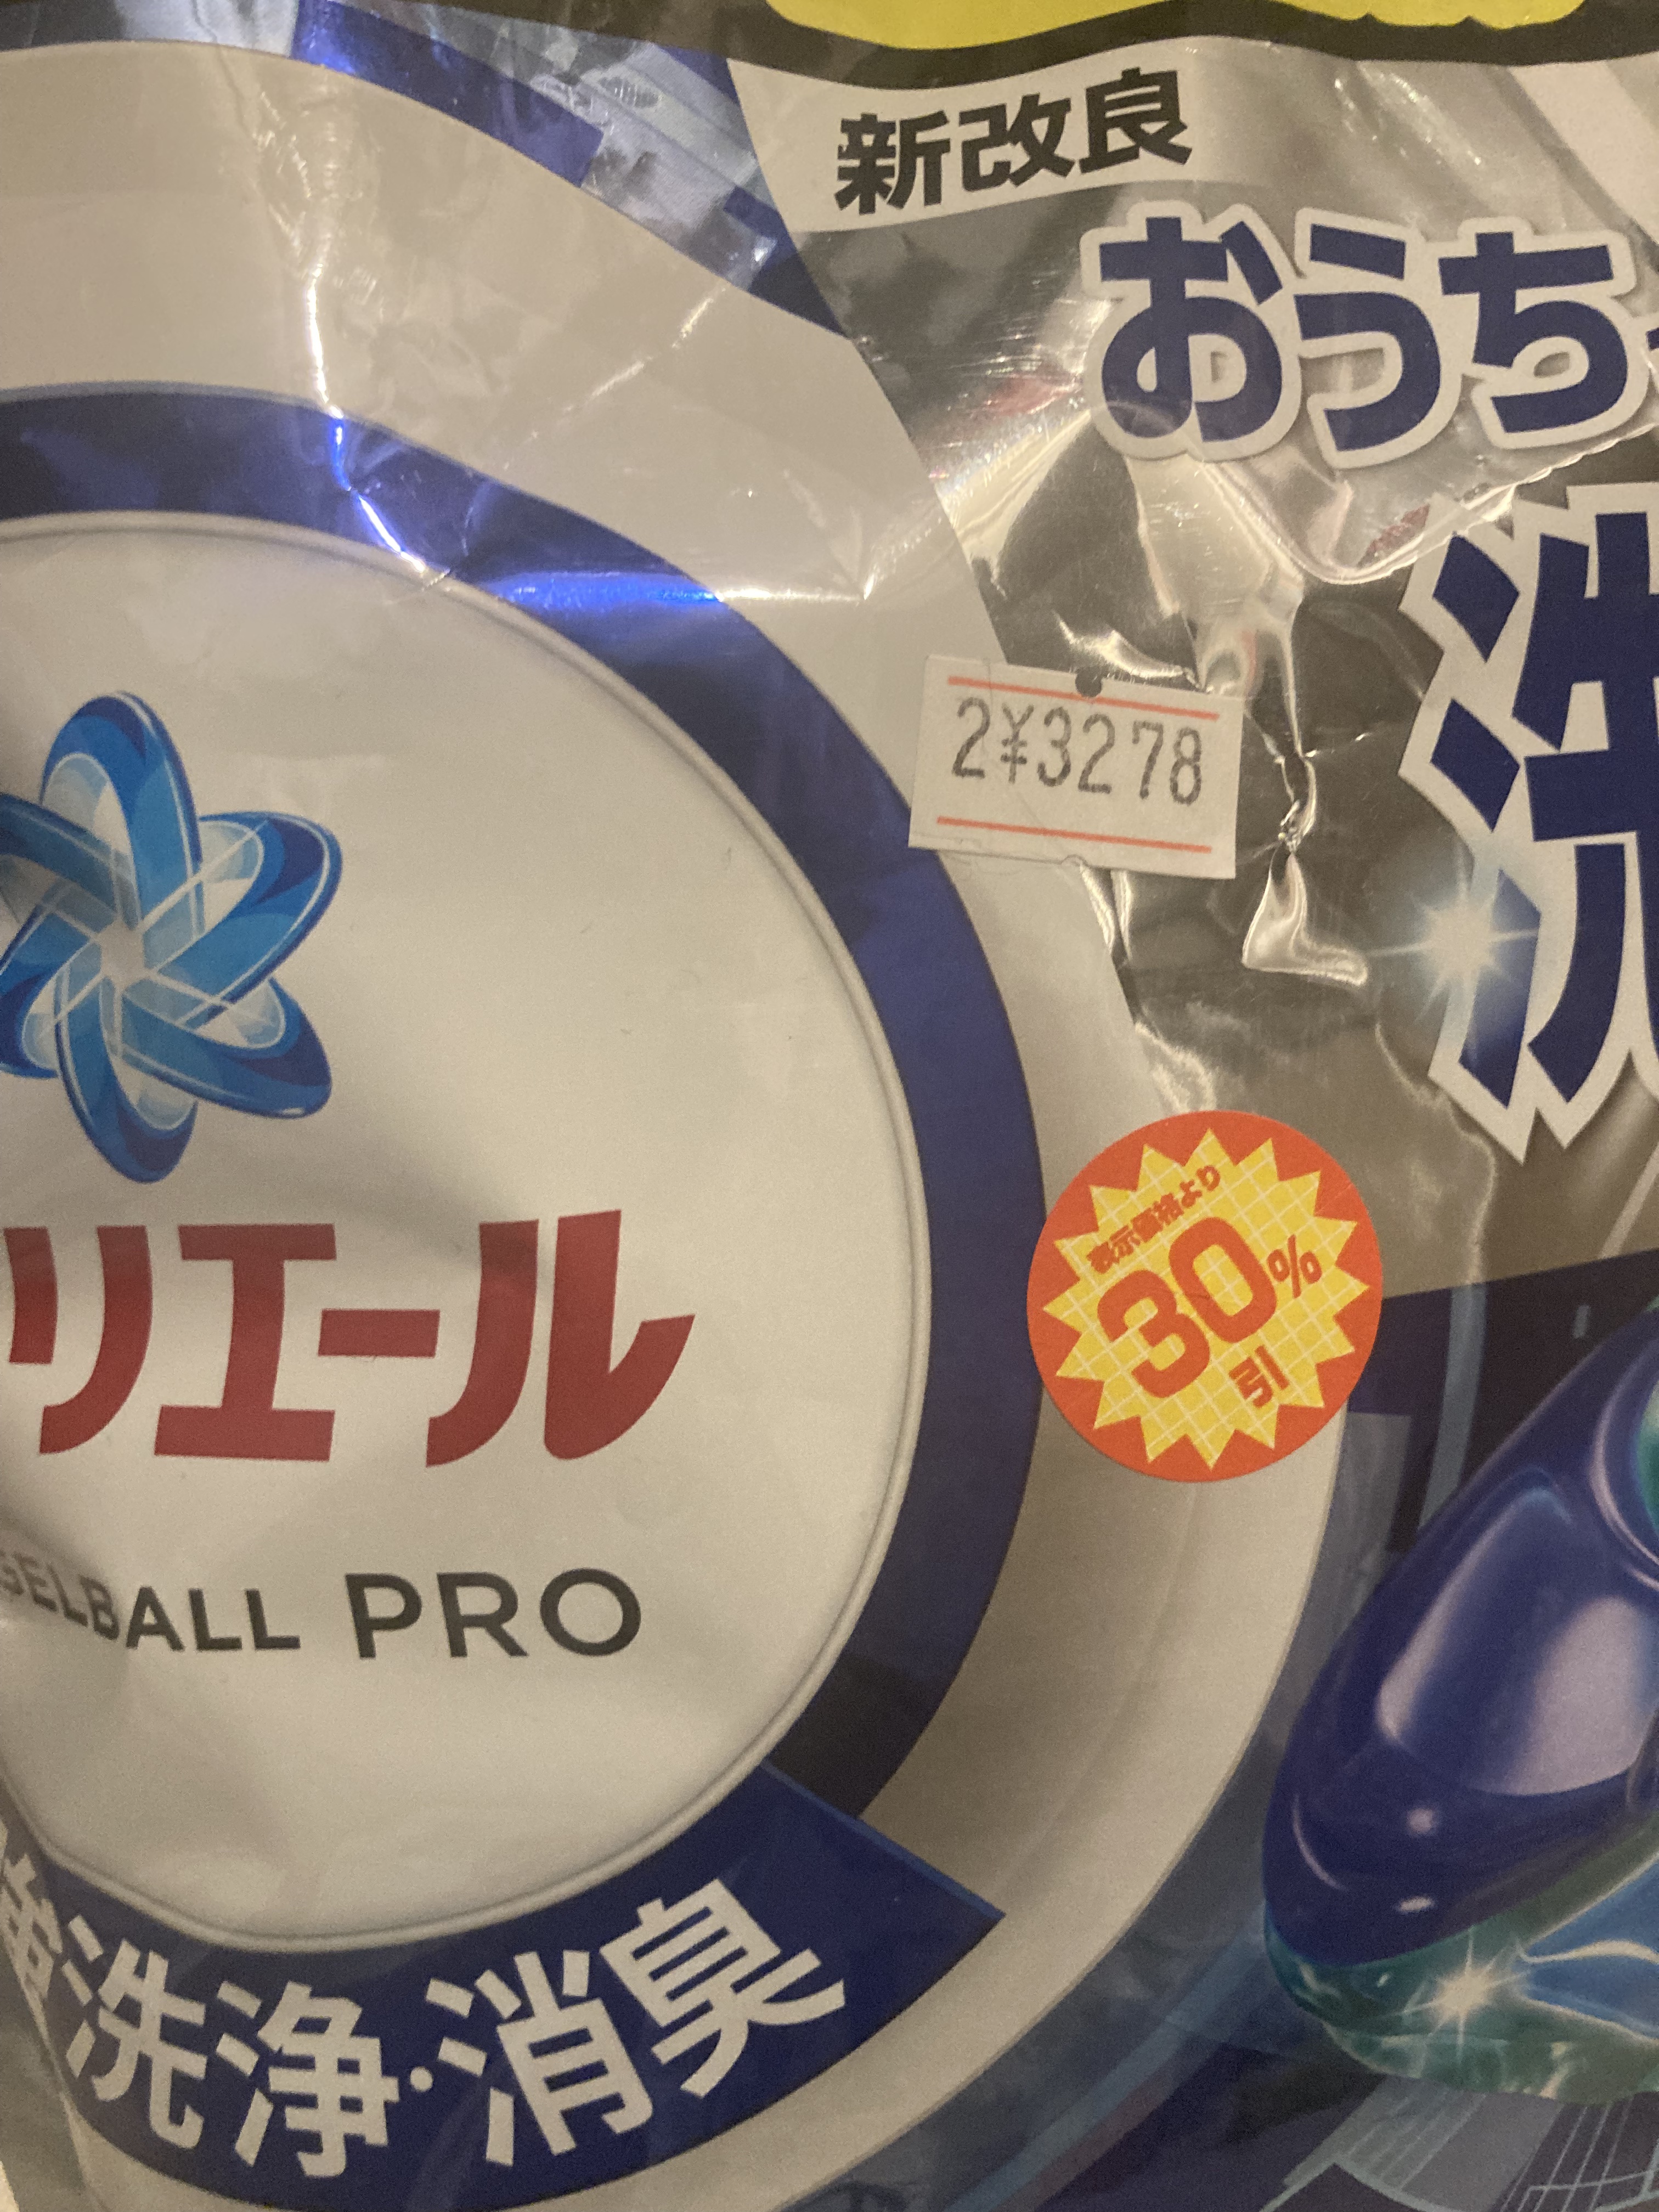 新改良
おうち
洗
2¥3278
リエール
GELBALL PRO
表示価格より
30%
引
洗浄・消臭